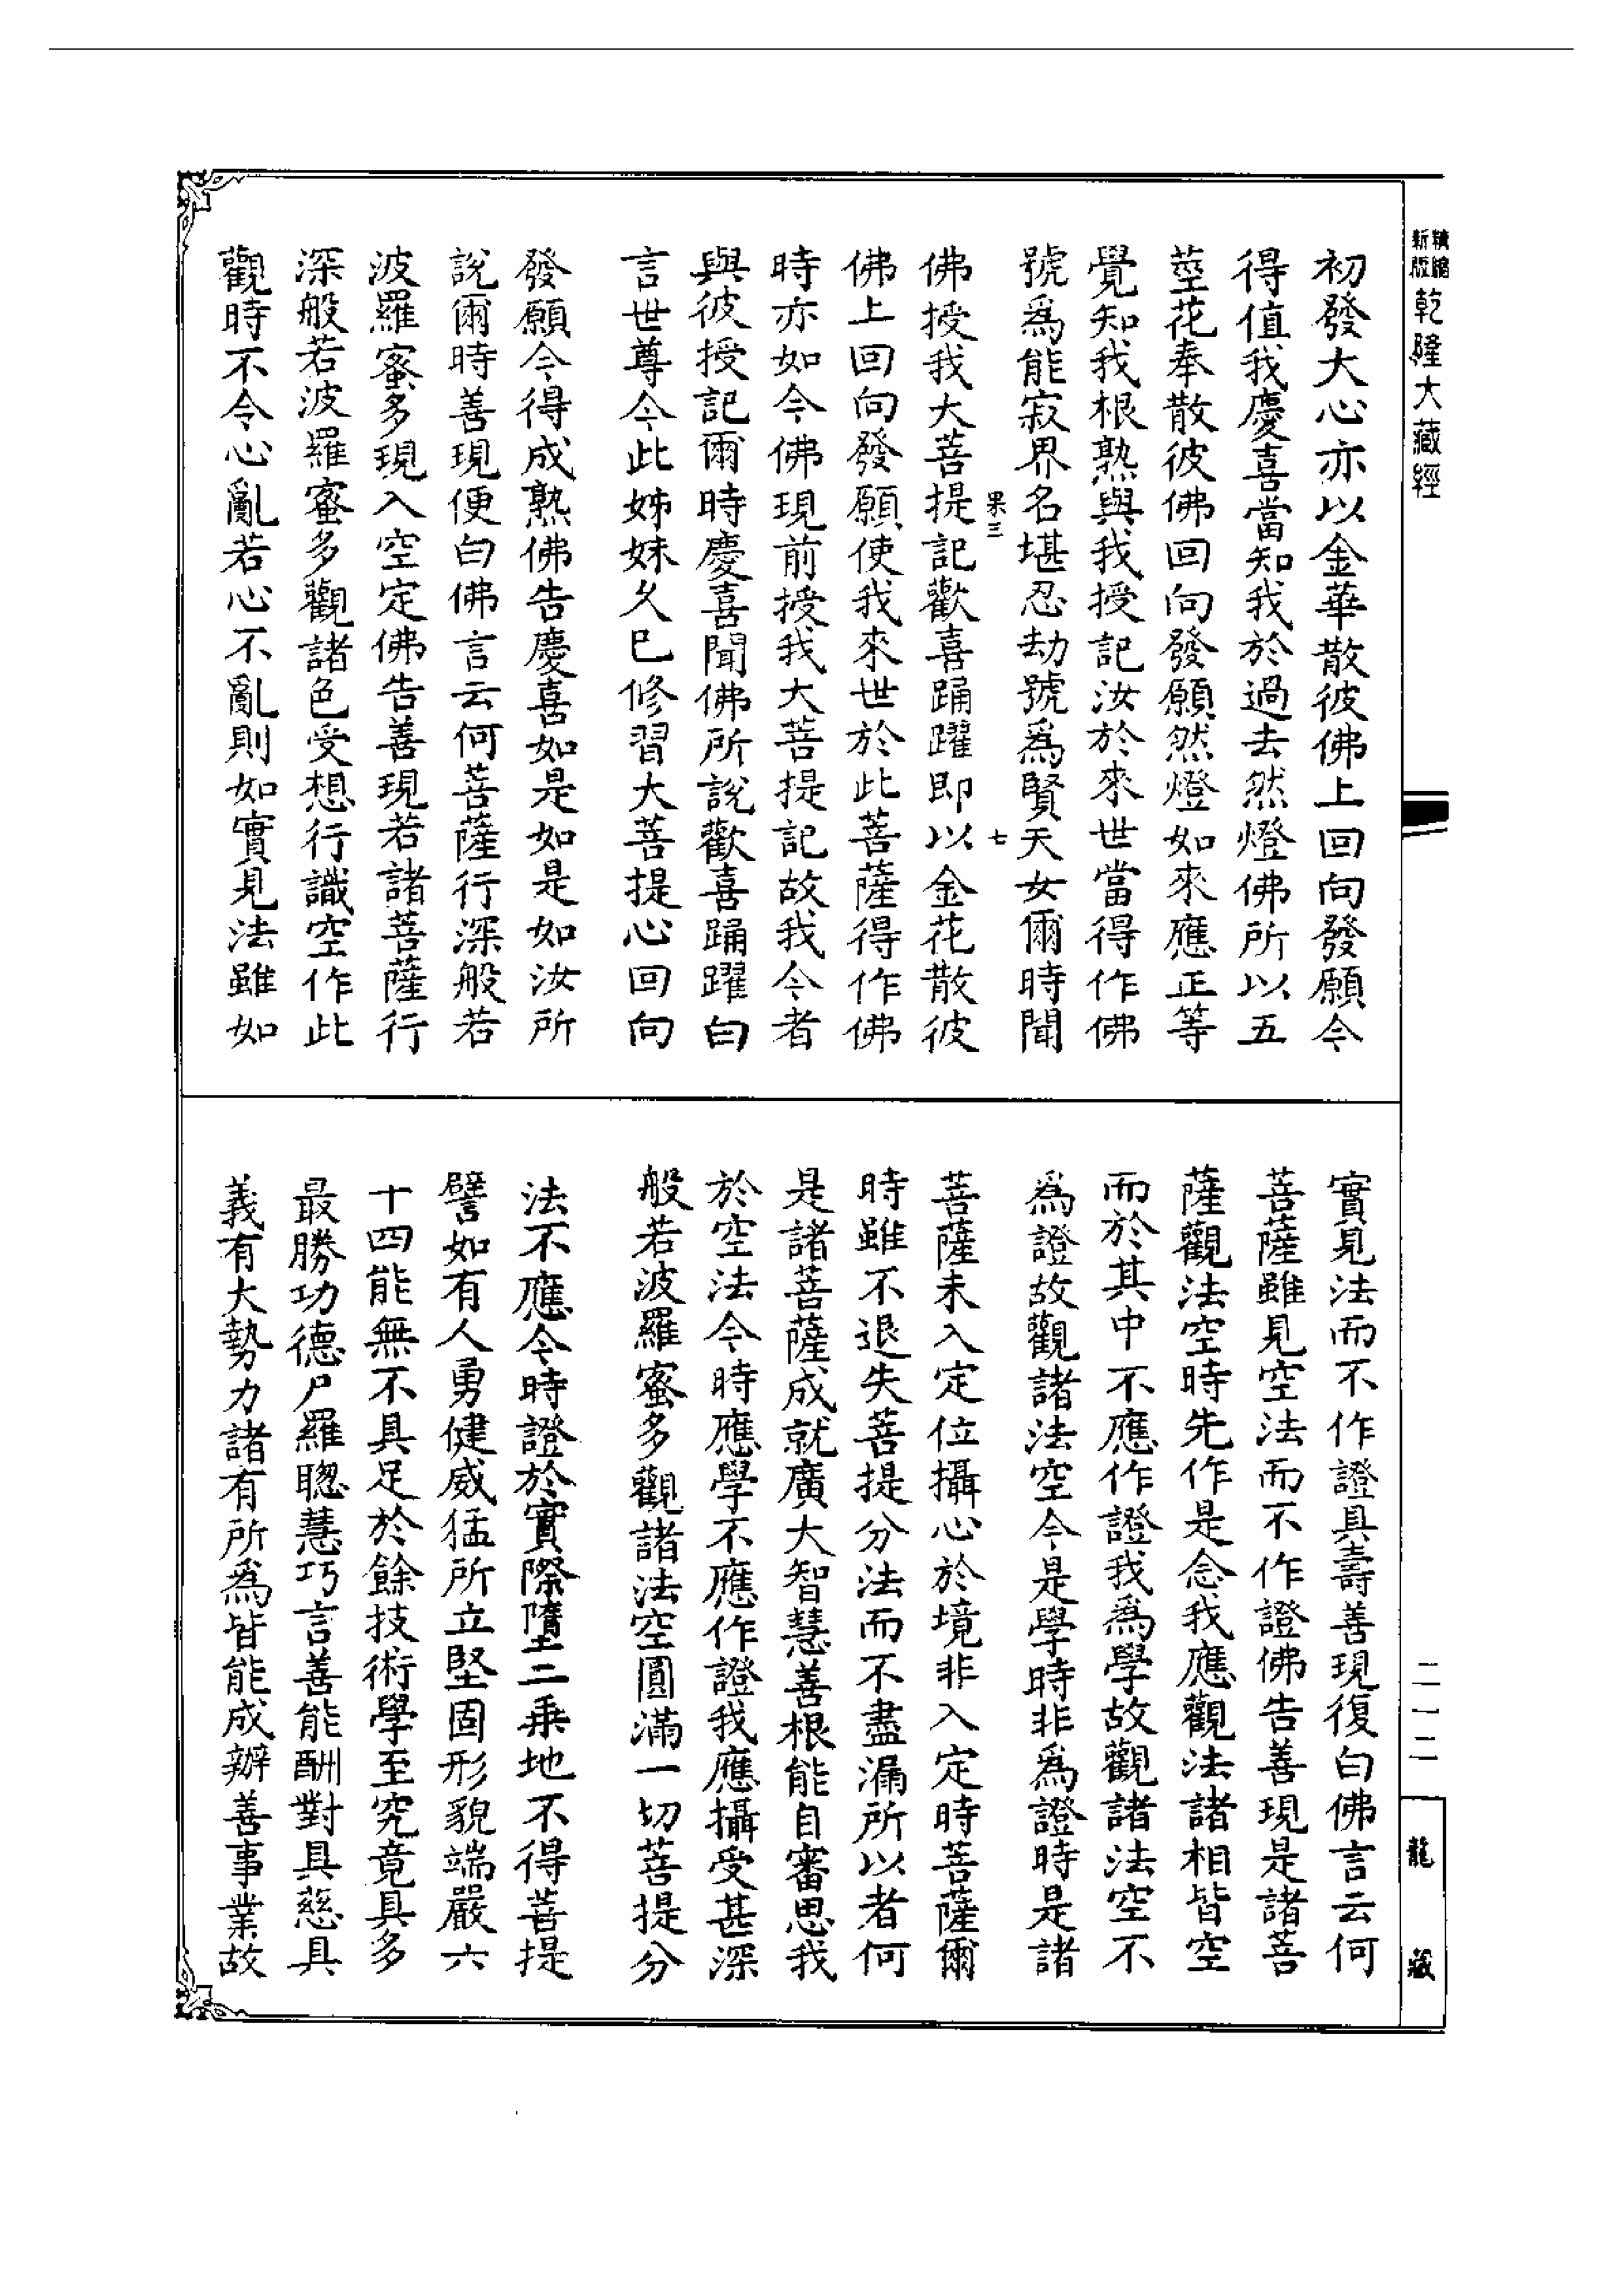 新版
精縮
乾隆大藏經
初發大心亦以金華散彼佛上回向發願今
得值我慶喜當知我於過去然燈佛所以五
莖花奉散彼佛回向發願然燈如來應正等
覺知我根熟與我授記汝於來世當得作佛
號為能寂界名堪忍劫號為賢天女爾時聞
果三
七
佛授我大菩提記歡喜踊躍即以金花散彼
佛上回向發願使我來世於此菩薩得作佛
時亦如今佛現前授我大菩提記故我今者
與彼授記爾時慶喜聞佛所說歡喜踊躍白
言世尊今此姊妹久已修習大菩提心回向
發願今得成熟佛告慶喜如是如是如汝所
說爾時善現便白佛言云何菩薩行深般若
波羅蜜多現入空定佛告善現若諸菩薩行
深般若波羅蜜多觀諸色受想行識空作此
觀時不令心亂若心不亂則如實見法雖如
實見法而不作證具壽善現復白佛言云何
菩薩雖見空法而不作證佛告善現是諸菩
薩觀法空時先作是念我應觀法諸相皆空
而於其中不應作證我為學故觀諸法空不
為證故觀諸法空今是學時非為證時是諸
菩薩未入定位攝心於境非入定時菩薩爾
時雖不退失菩提分法而不盡漏所以者何
是諸菩薩成就廣大智慧善根能自審思我
於空法今時應學不應作證我應攝受甚深
般若波羅蜜多觀諸法空圓滿一切菩提分
法不應今時證於實際墮二乘地不得菩提
譬如有人勇健威猛所立堅固形貌端嚴六
十四能無不具足於餘技術學至究竟具多
最勝功德尸羅聰慧巧言善能酬對具慈具
義有大勢力諸有所為皆能成辦善事業故
二一二
龍藏